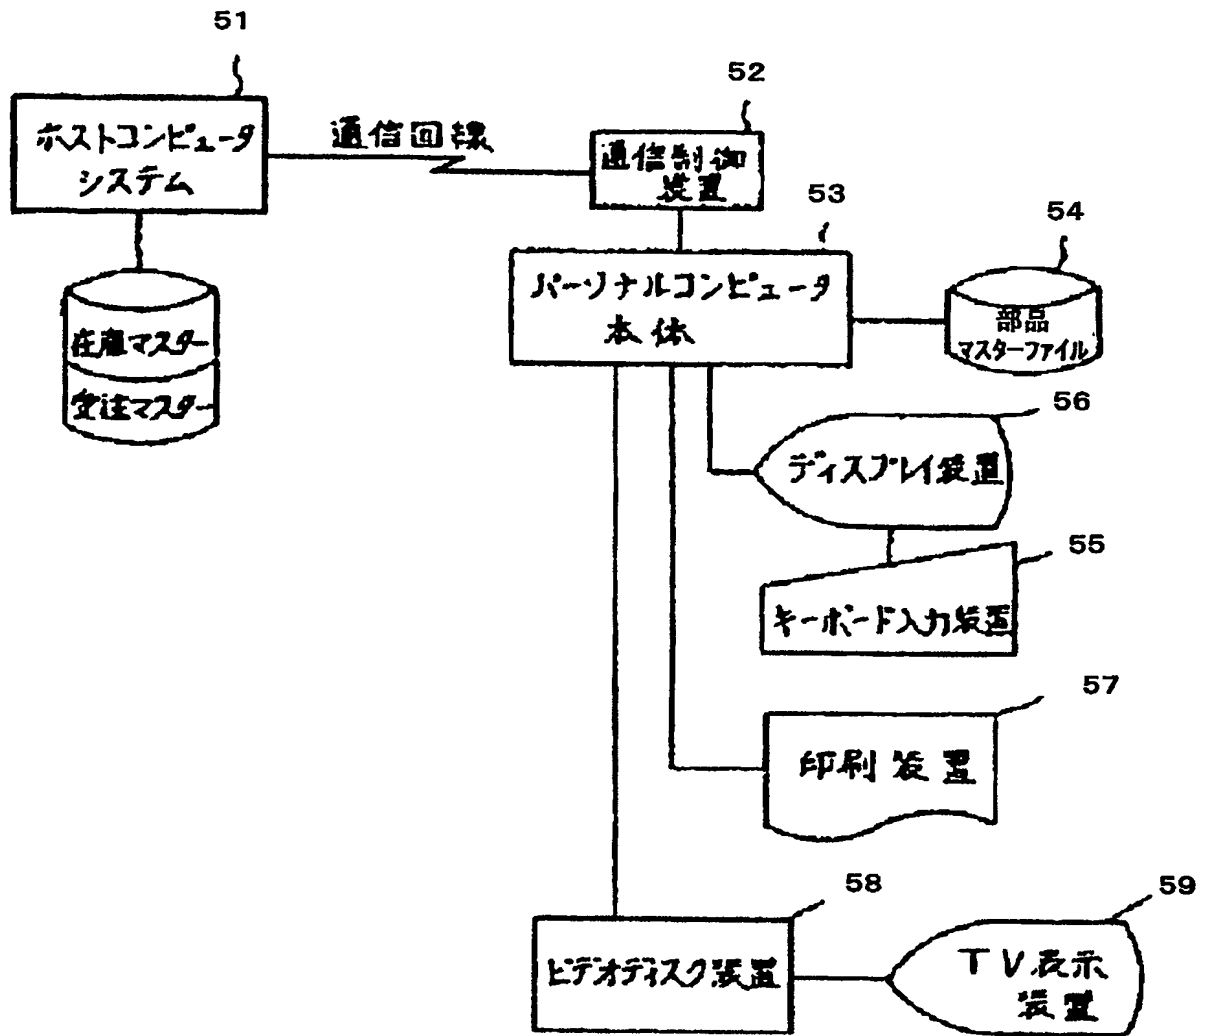 51
ホストコンピュータ
システム
通信回線
52
通信制御
装置
53
パーソナルコンピュータ
本体
54
部品
マスターファイル
在庫マスター
受注マスター
56
ディスプレイ装置
55
キーボード入力装置
57
印刷装置
58
ビデオディスク装置
59
TV表示
装置